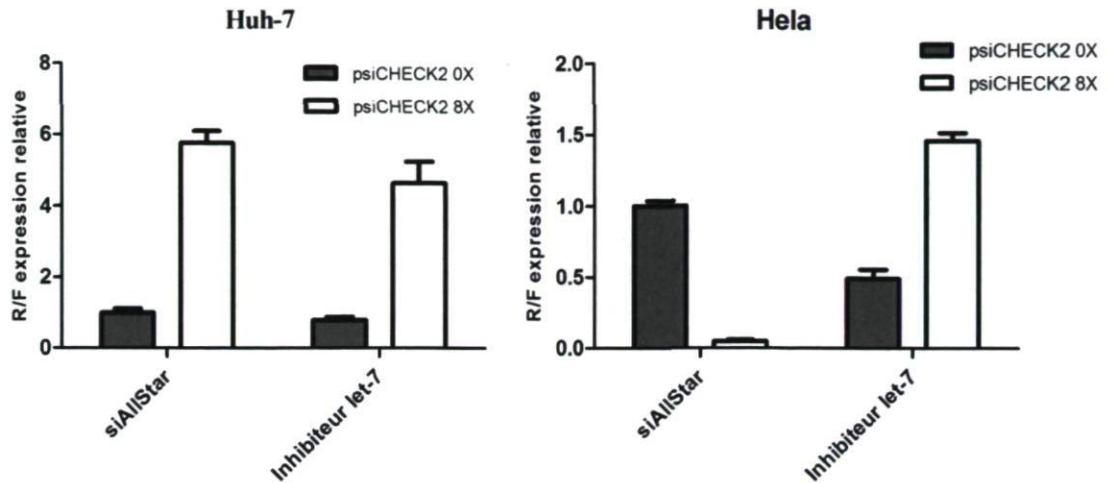 Huh-7
R/F expression relative
8
6
4
2
0
psiCHECK2 0X
psiCHECK2 8X
siAllStar
Inhibiteur let-7
Hela
R/F expression relative
2.0
1.5
1.0
0.5
0.0
psiCHECK2 0X
psiCHECK2 8X
siAllStar
Inhibiteur let-7